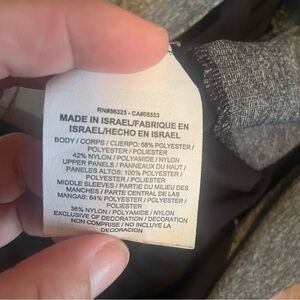 RN#56323 - CA#05553
MADE IN ISRAEL/FABRIQUE EN
ISRAEL/HECHO EN ISRAEL
BODY / CORPS / CUERPO: 58% POLYESTER /
POLYESTER / POLIESTER
42% NYLON / POLYAMIDE / NYLON
UPPER PANELS / PANNEAUX DU HAUT /
PANELES ALTOS: 100% POLYESTER /
POLYESTER / POLIESTER
MIDDLE SLEEVES / PARTIE DU MILIEU DES
MANCHES / PARTE CENTRAL DE LAS
MANGAS: 64% POLYESTER / POLYESTER /
POLIESTER
36% NYLON / POLYAMIDE / NYLON
EXCLUSIVE OF DECORATION / DECORATION
NON COMPRISE / NO INCLUYE LA
DECORACION